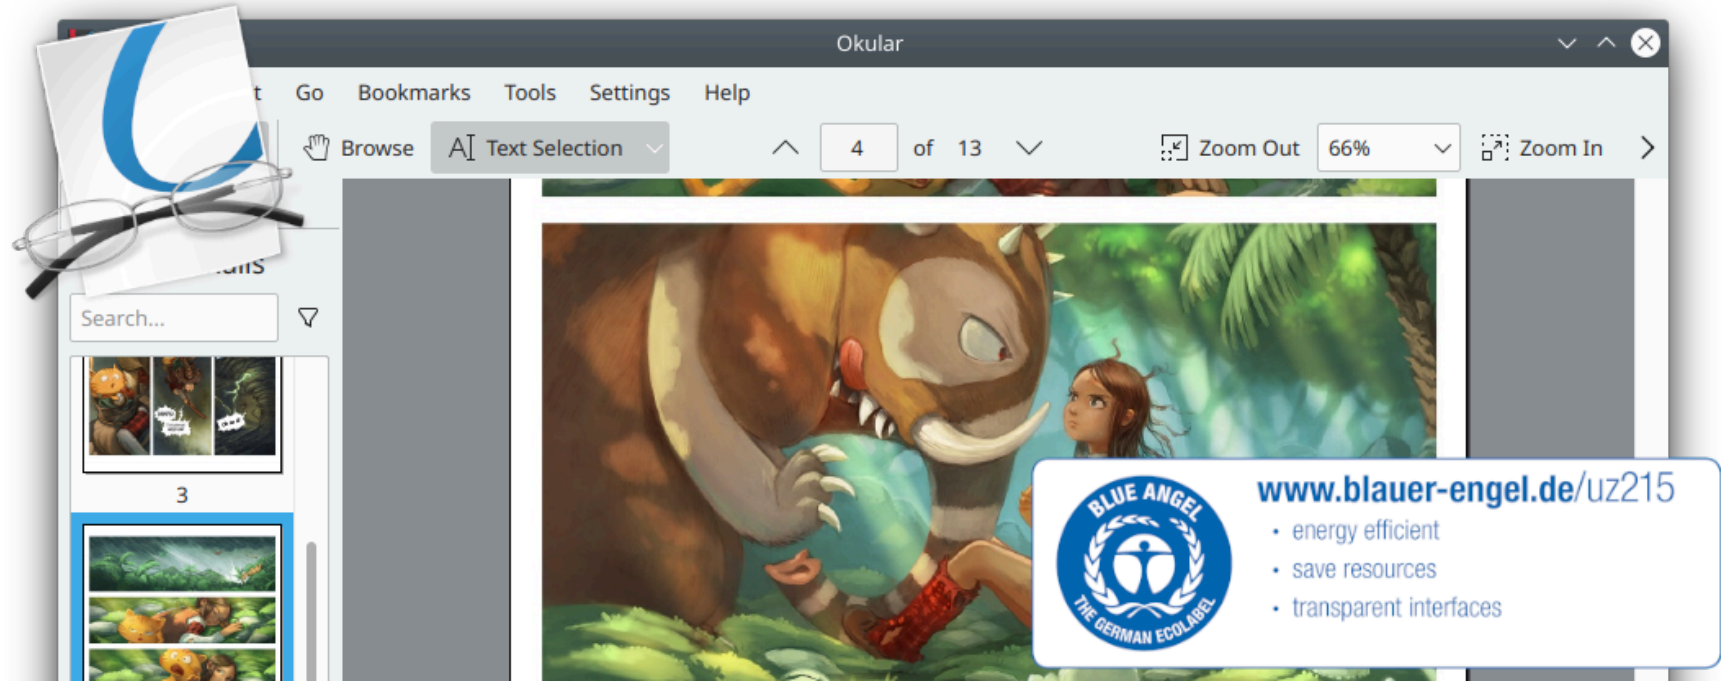 Okular
t Go Bookmarks Tools Settings Help
Browse Text Selection 4 of 13 Zoom Out 66% Zoom In
Search...
3
www.blauer-engel.de/uz215
• energy efficient
• save resources
• transparent interfaces
BLUE ANGEL
THE GERMAN ECOLABEL